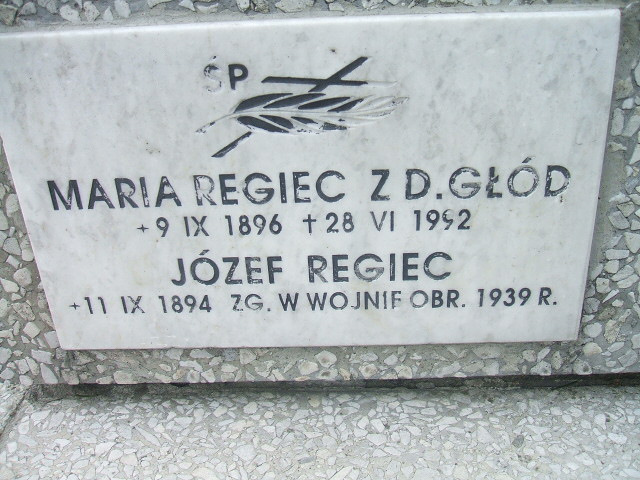 ŚP
MARIA REGIEC Z D. GŁÓD
+ 9 IX 1896 + 28 VI 1992
JÓZEF REGIEC
+ 11 IX 1894 ZG. W WOJNIE OBR. 1939 R.